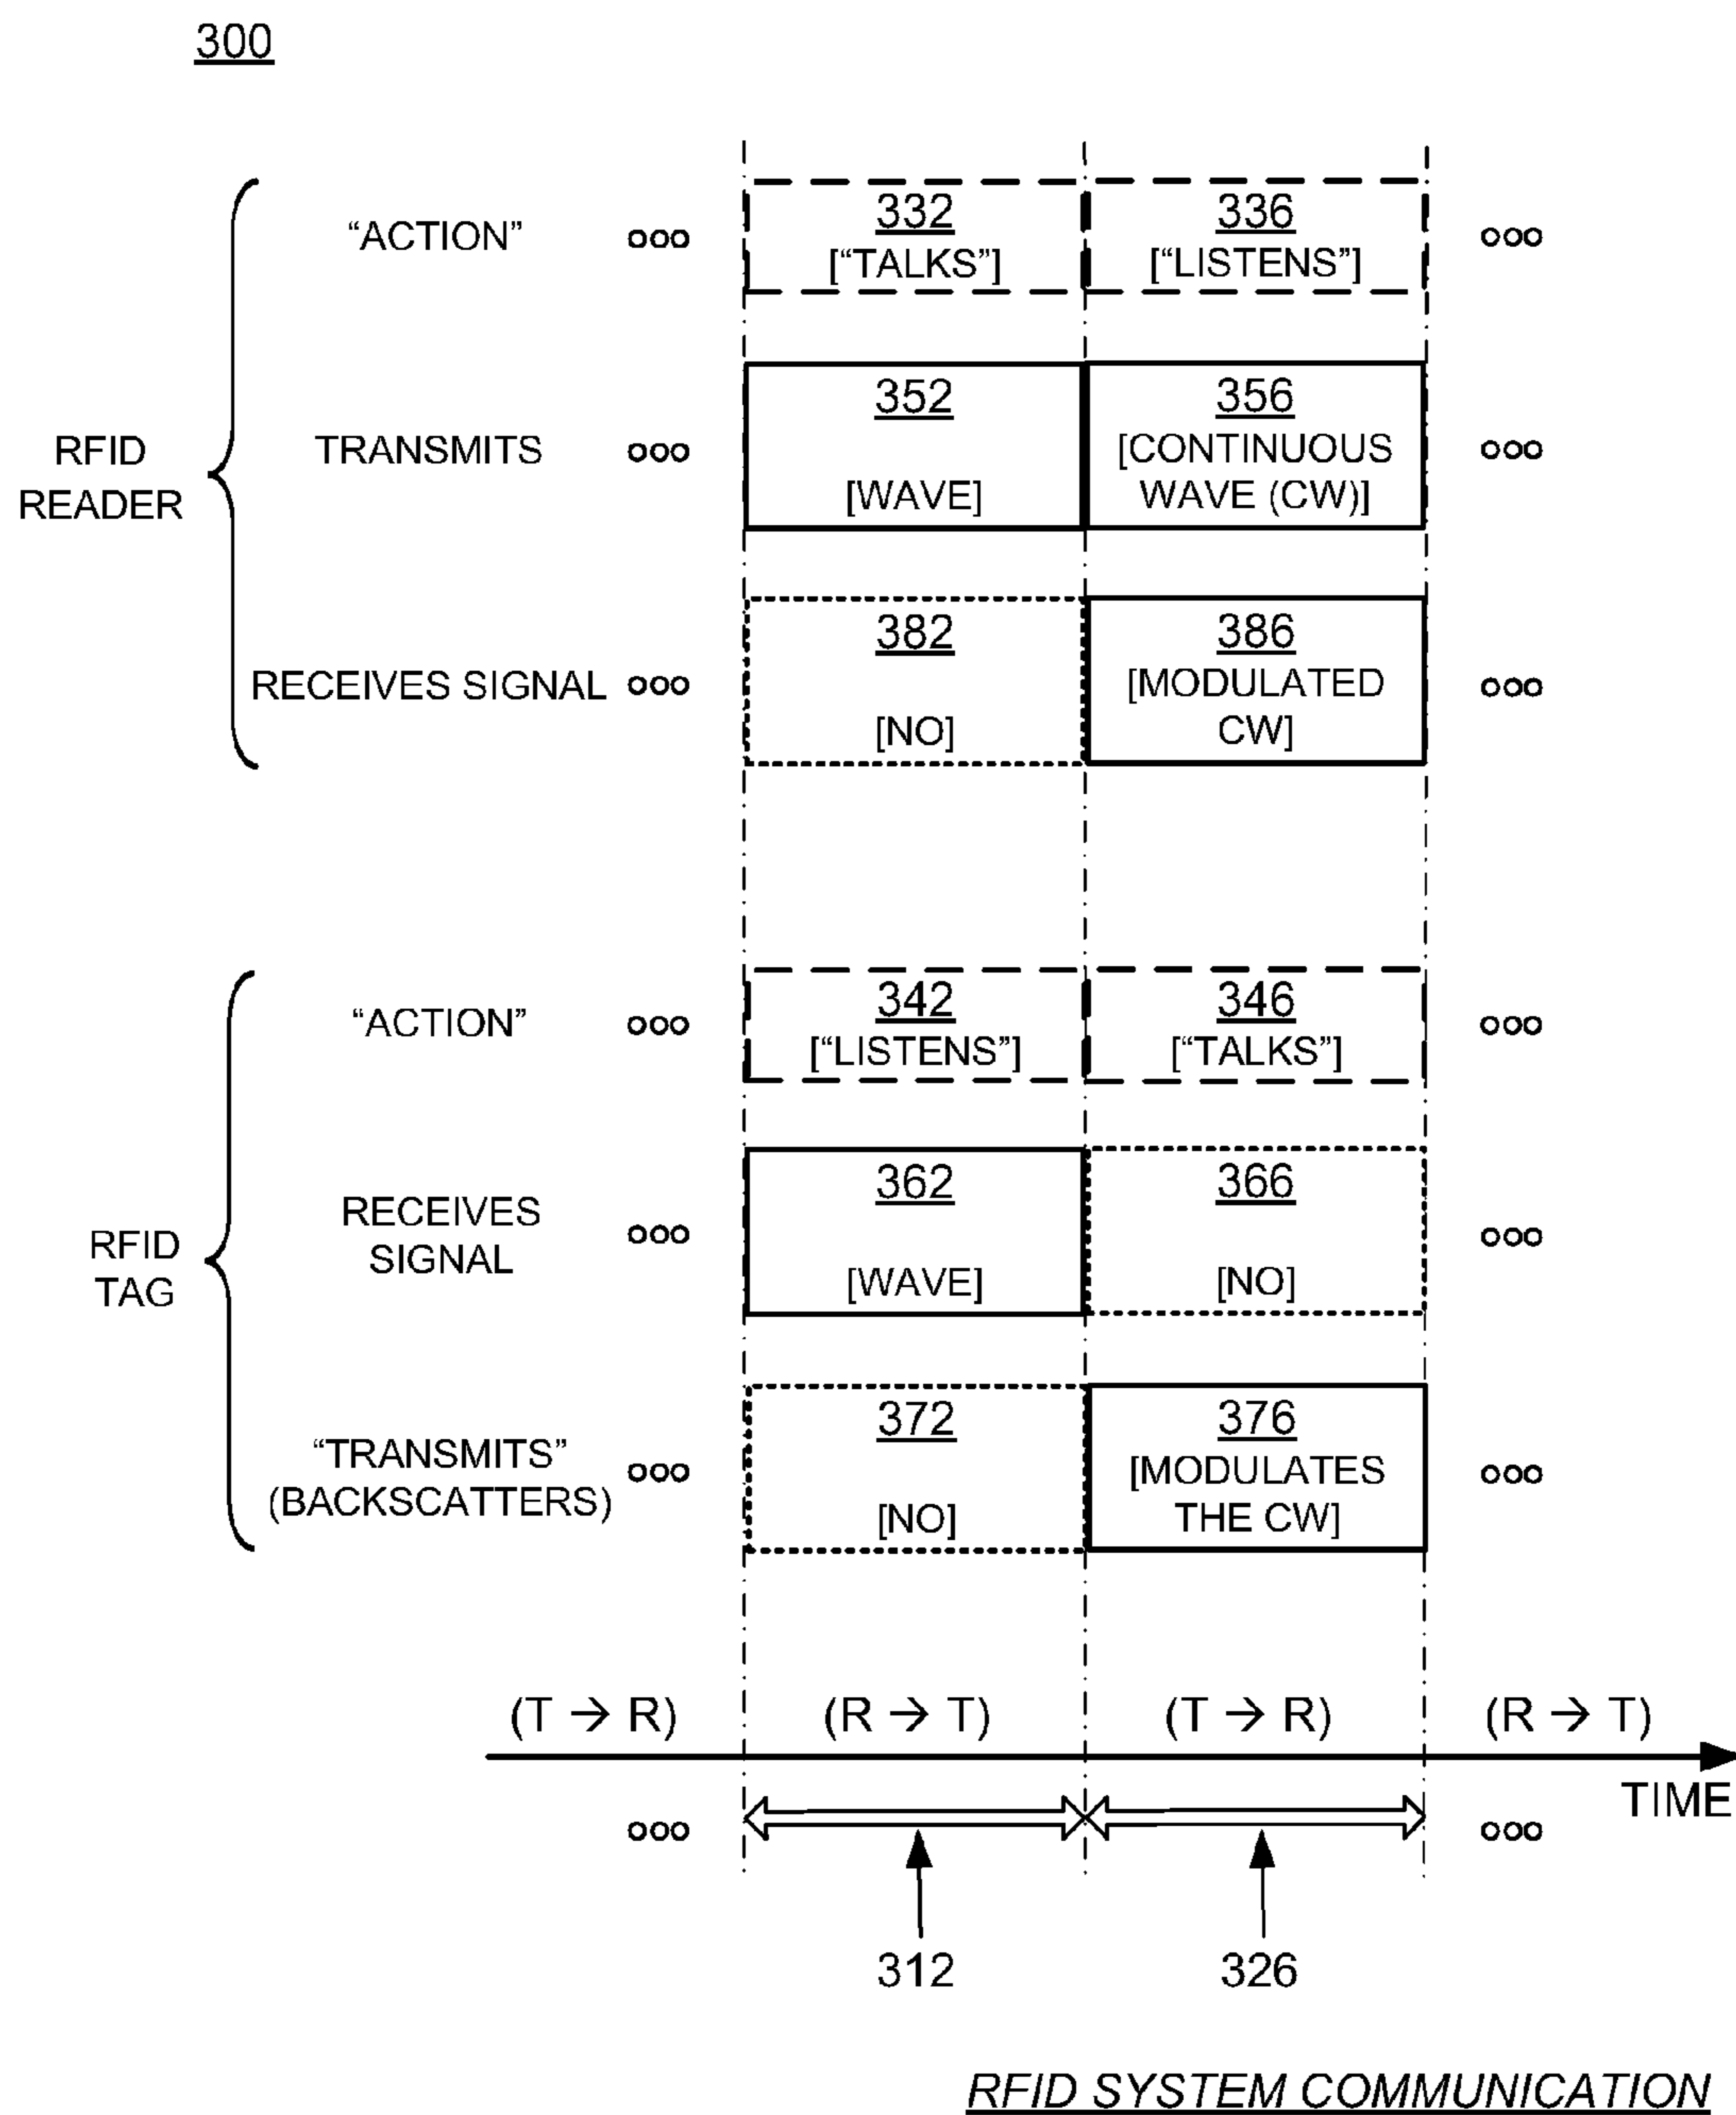 300
“ACTION”
ooo
332
[“TALKS”]
336
[“LISTENS”]
ooo
RFID
READER
TRANSMITS
ooo
352
[WAVE]
356
[CONTINUOUS
WAVE (CW)]
ooo
RECEIVES SIGNAL
ooo
382
[NO]
386
[MODULATED
CW]
ooo
“ACTION”
ooo
342
[“LISTENS”]
346
[“TALKS”]
ooo
RFID
TAG
RECEIVES
SIGNAL
ooo
362
[WAVE]
366
[NO]
ooo
“TRANSMITS”
(BACKSCATTERS)
ooo
372
[NO]
376
[MODULATES
THE CW]
ooo
(T → R)
(R → T)
(T → R)
(R → T)
TIME
ooo
ooo
312
326
RFID SYSTEM COMMUNICATION